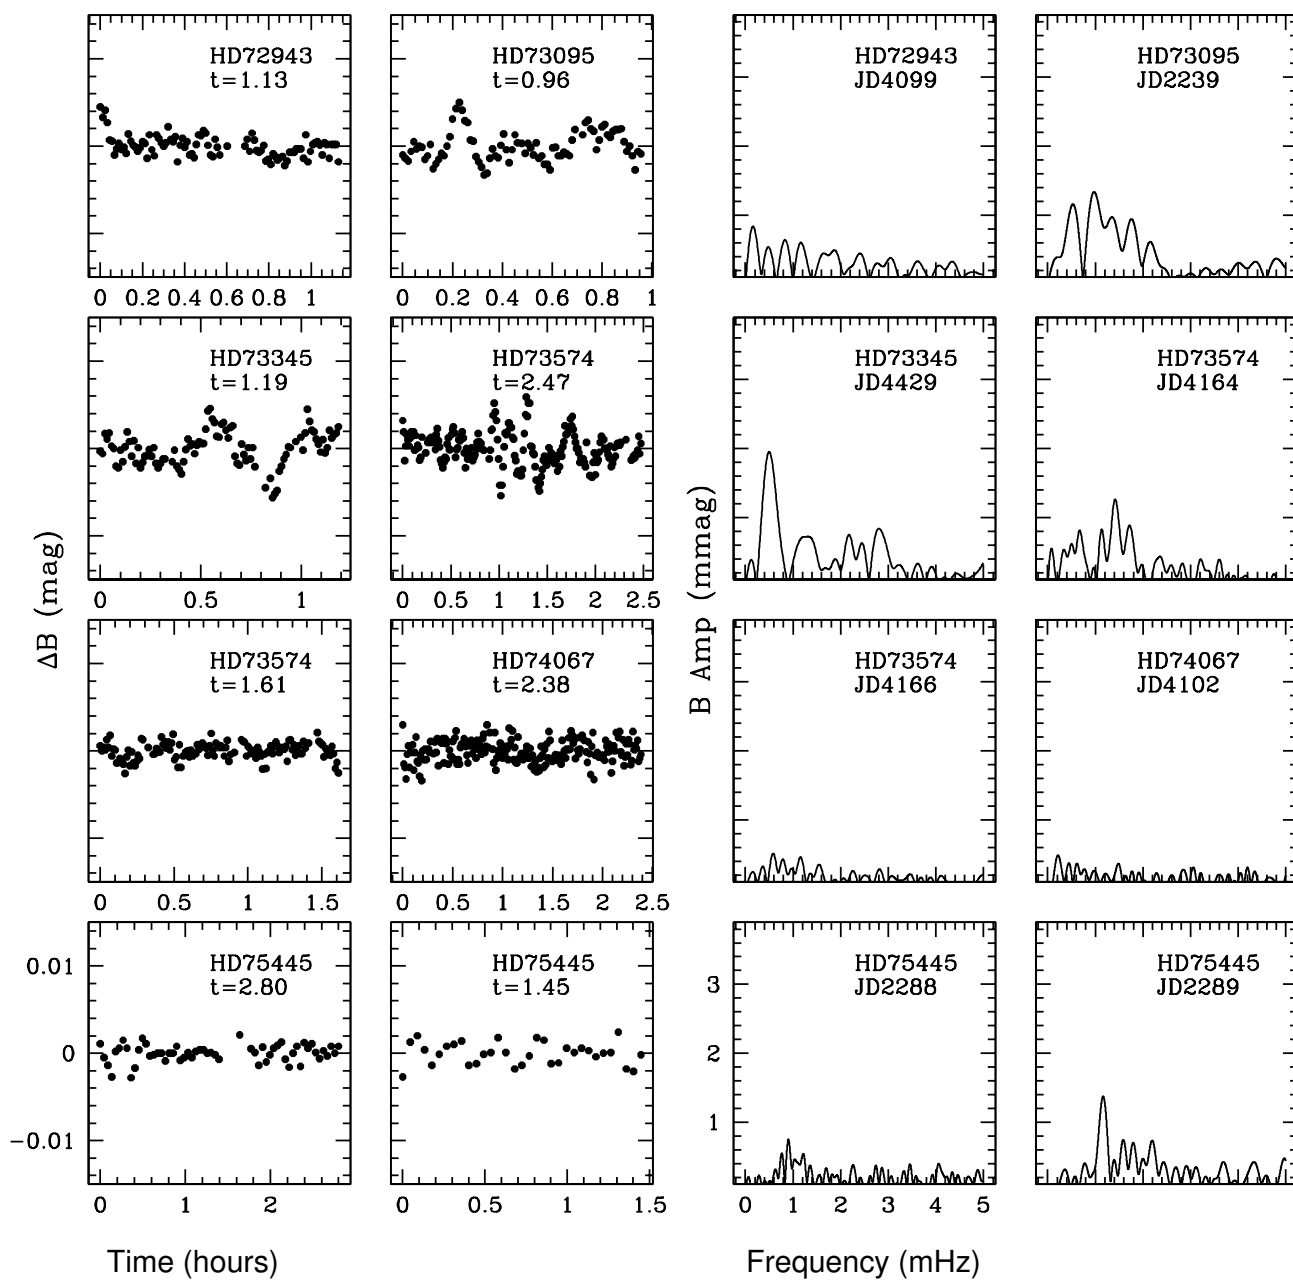 HD72943
t=1.13
HD73095
t=0.96
HD72943
JD4099
HD73095
JD2239
0 0.2 0.4 0.6 0.8 1
0 0.2 0.4 0.6 0.8 1
HD73345
t=1.19
HD73574
t=2.47
HD73345
JD4429
HD73574
JD4164
0 0.5 1
0 0.5 1 1.5 2 2.5
ΔB (mag)
B Amp (mmag)
HD73574
t=1.61
HD74067
t=2.38
HD73574
JD4166
HD74067
JD4102
0 0.5 1 1.5
0 0.5 1 1.5 2 2.5
HD75445
t=2.80
HD75445
t=1.45
HD75445
JD2288
HD75445
JD2289
0.01
0
−0.01
3
2
1
0 1 2
0 0.5 1 1.5
0 1 2 3 4 5
Time (hours)
Frequency (mHz)